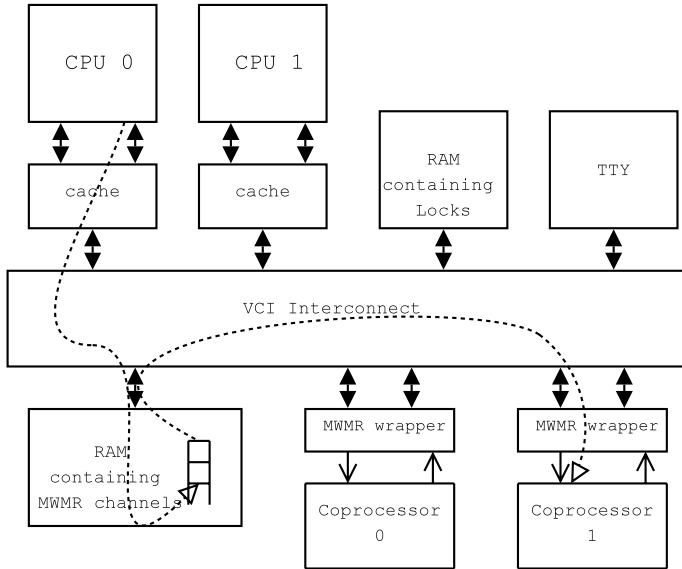 CPU 0
CPU 1
cache
cache
RAM
containing
Locks
TTY
VCI Interconnect
RAM
containing
MWMR channels
MWMR wrapper
MWMR wrapper
Coprocessor
0
Coprocessor
1